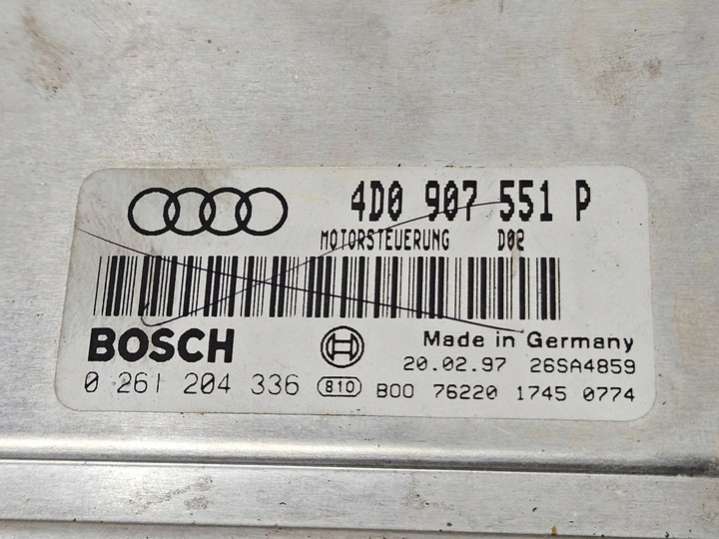 4D0 907 551 P
MOTORSTEUERUNG D02
BOSCH
Made in Germany
20.02.97 26SA4859
0 261 204 336 810 B00 76220 1745 0774